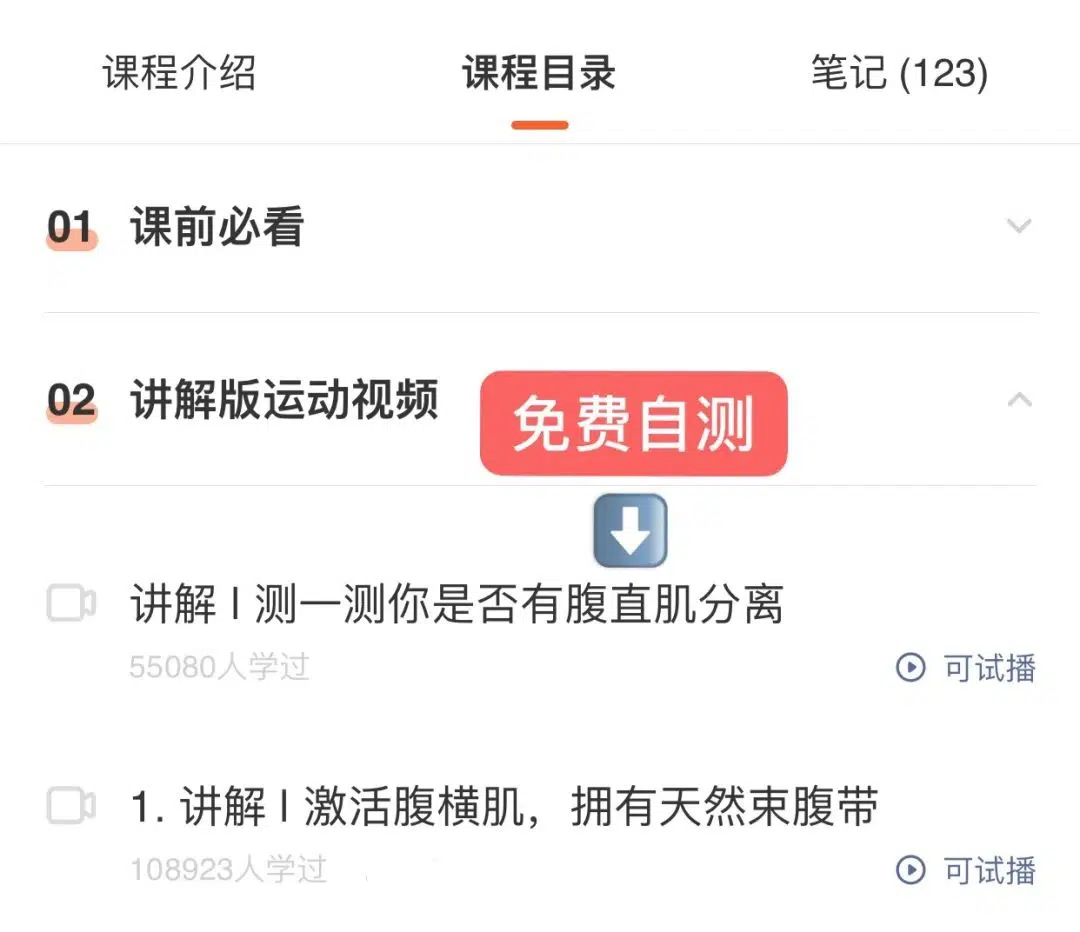 课程介绍 课程目录 笔记 (123)
01 课前必看
02 讲解版运动视频
免费自测
讲解 I 测一测你是否有腹直肌分离
55080人学过 可试播
1. 讲解 I 激活腹横肌，拥有天然束腹带
108923人学过 可试播